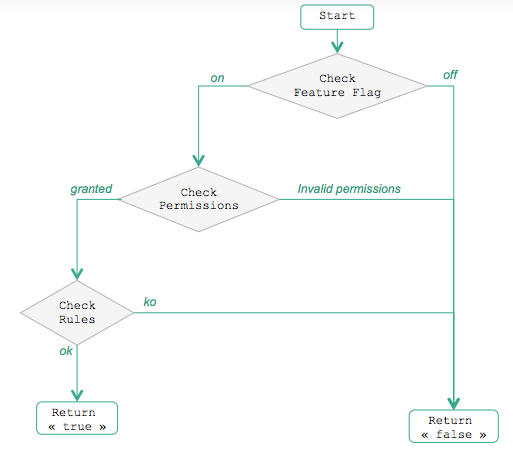 Start
Check
Feature Flag
on
off
Check
Permissions
granted
Invalid permissions
Check
Rules
ko
ok
Return
« true »
Return
« false »